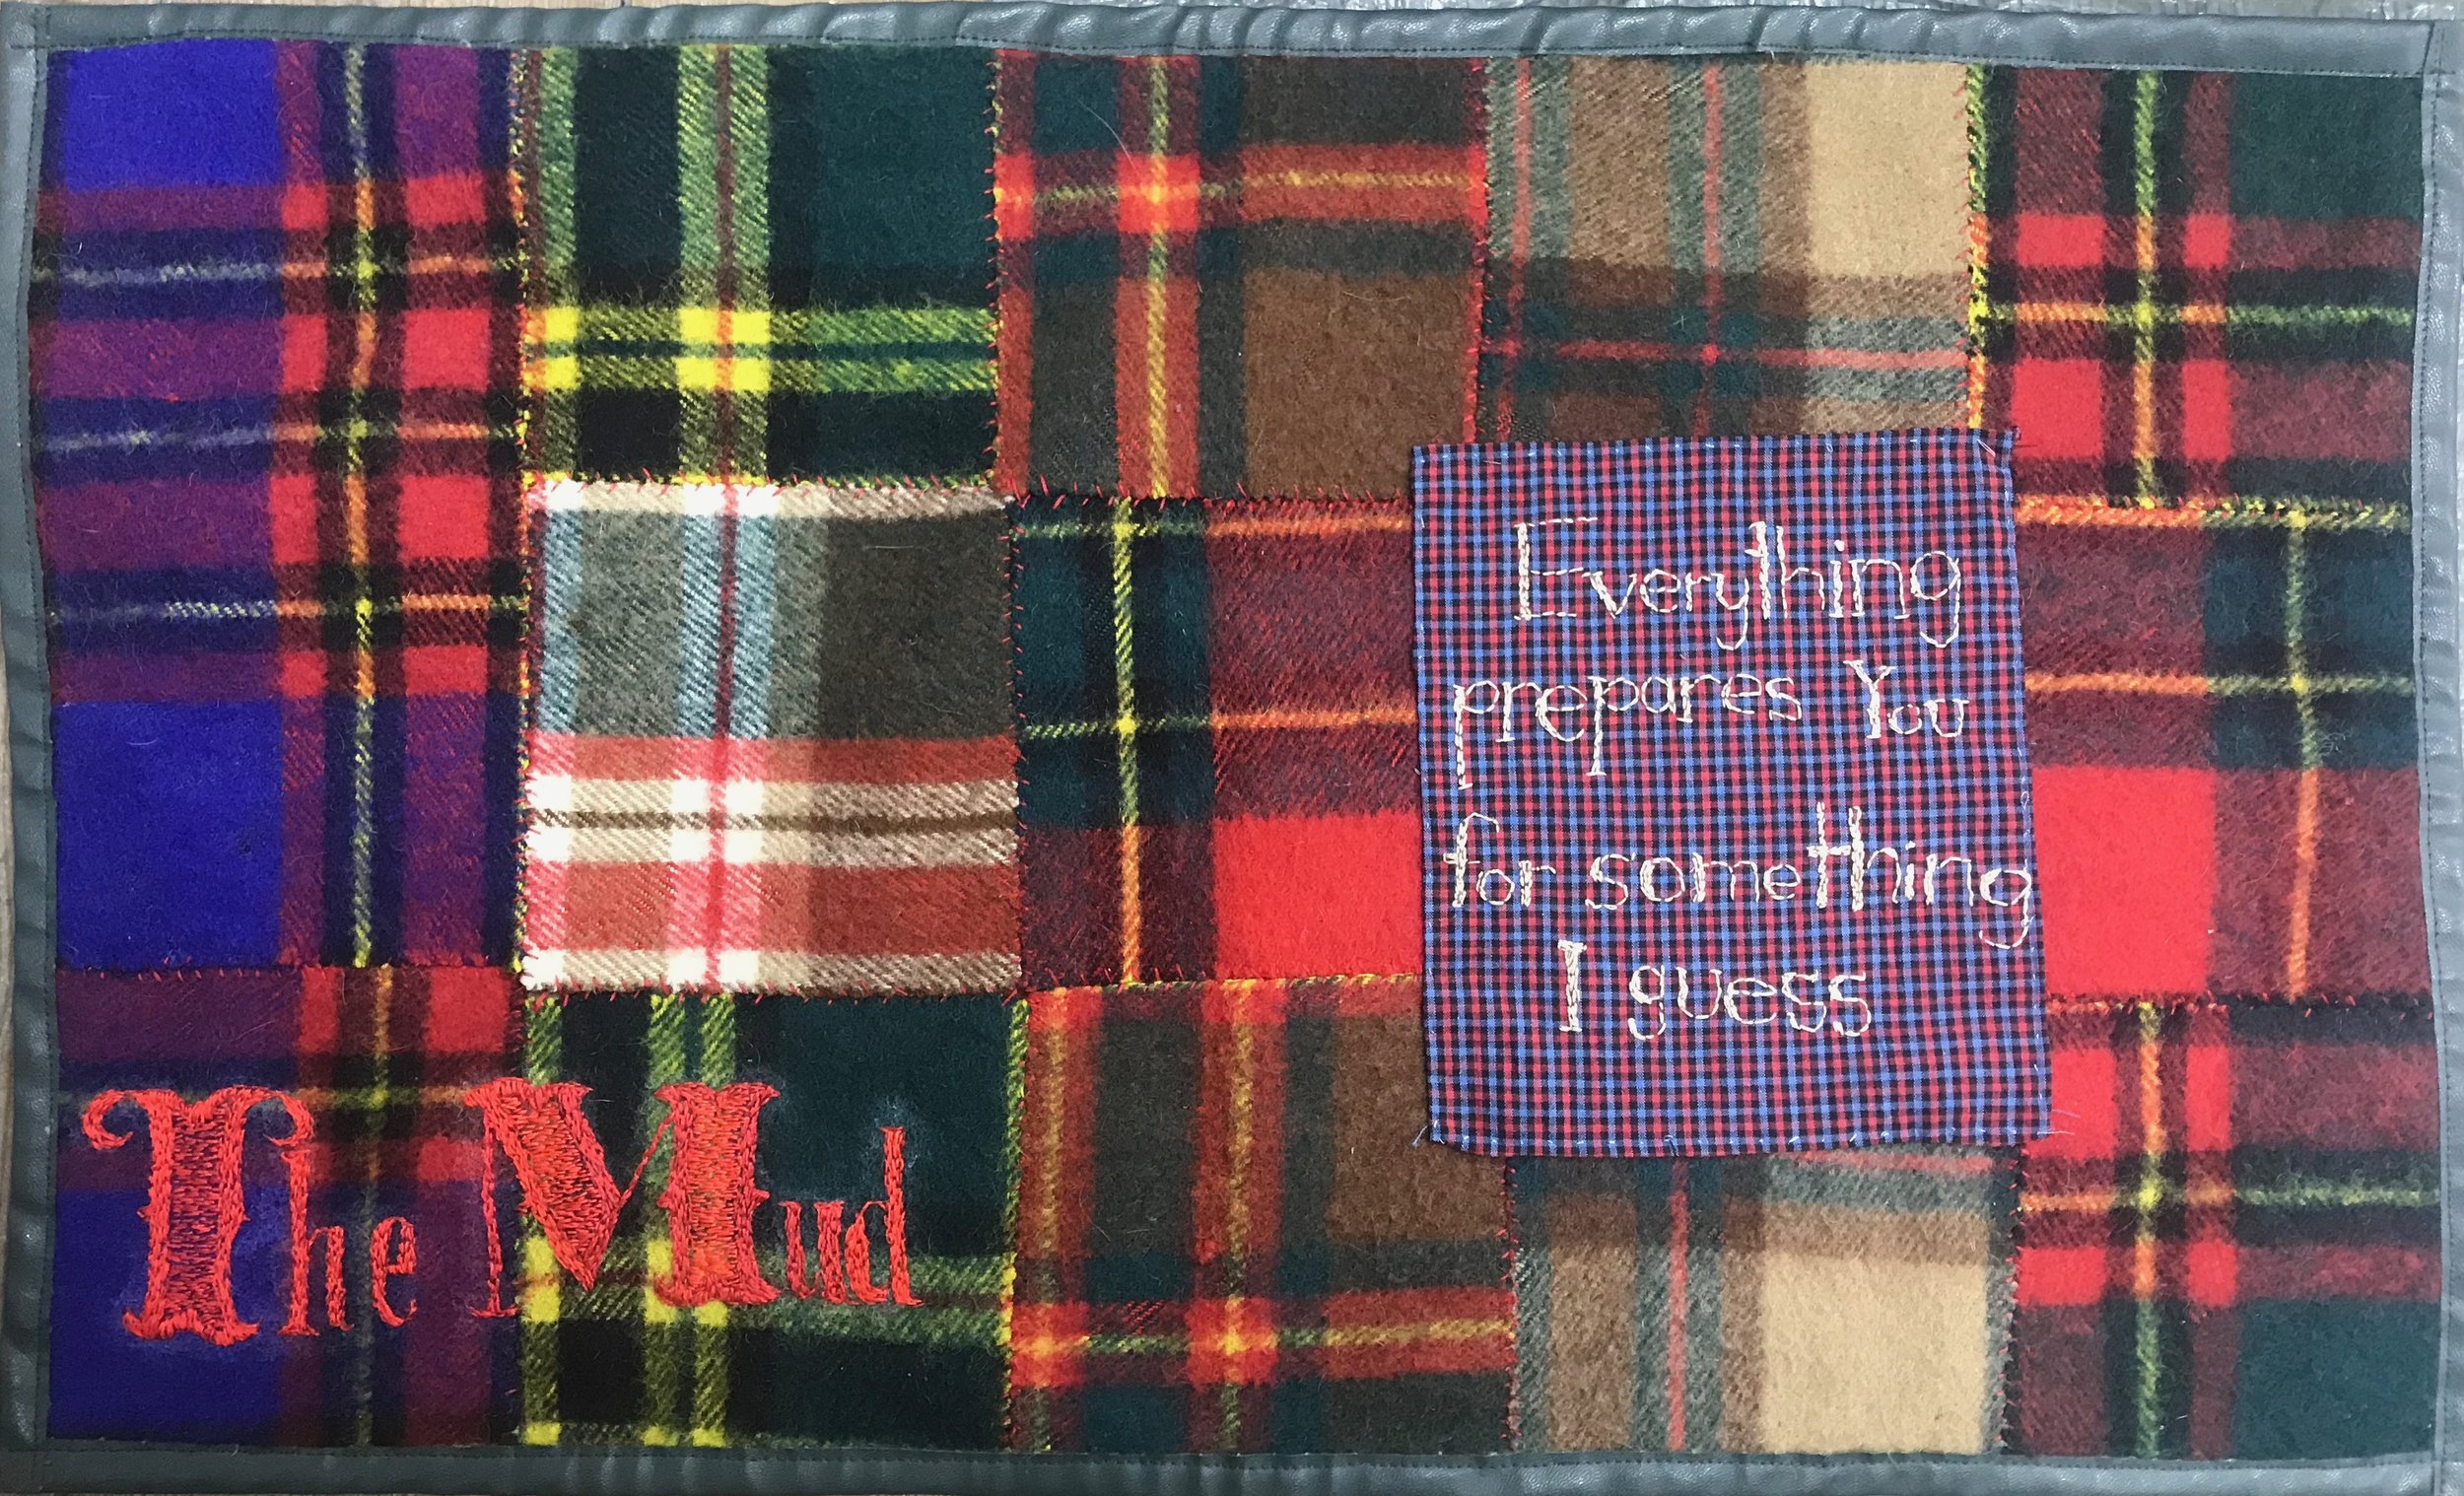 Everything
prepares You
for something
I guess
The Mud